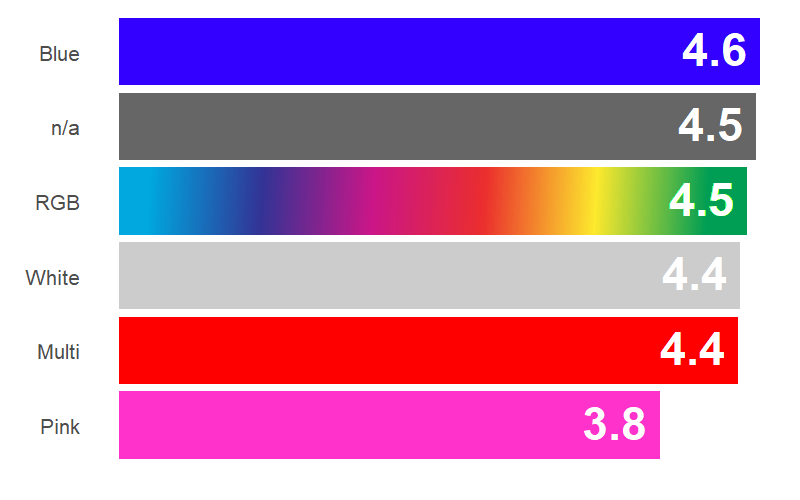 Blue 4.6
n/a 4.5
RGB 4.5
White 4.4
Multi 4.4
Pink 3.8